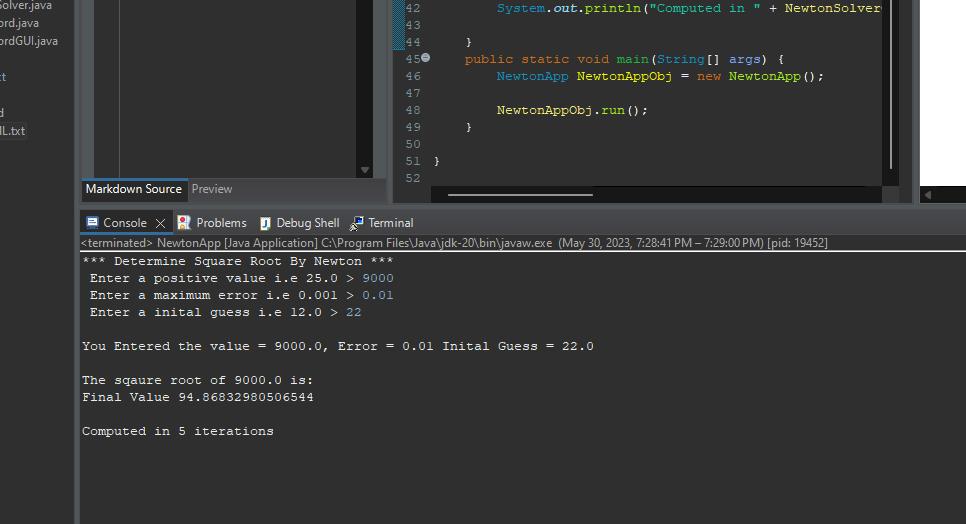 Solver.java
ord.java
ordGUI.java
ct
d
IL.txt
42 System.out.println("Computed in " + NewtonSolver
43
44 }
45 public static void main(String[] args) {
46 NewtonApp NewtonAppObj = new NewtonApp();
47
48 NewtonAppObj.run();
49 }
50
51 }
52
Markdown Source Preview
Console Problems Debug Shell Terminal
<terminated> NewtonApp [Java Application] C:\Program Files\Java\jdk-20\bin\javaw.exe (May 30, 2023, 7:28:41 PM – 7:29:00 PM) [pid: 19452]
*** Determine Square Root By Newton ***
Enter a positive value i.e 25.0 > 9000
Enter a maximum error i.e 0.001 > 0.01
Enter a inital guess i.e 12.0 > 22
You Entered the value = 9000.0, Error = 0.01 Inital Guess = 22.0
The sqaure root of 9000.0 is:
Final Value 94.86832980506544
Computed in 5 iterations